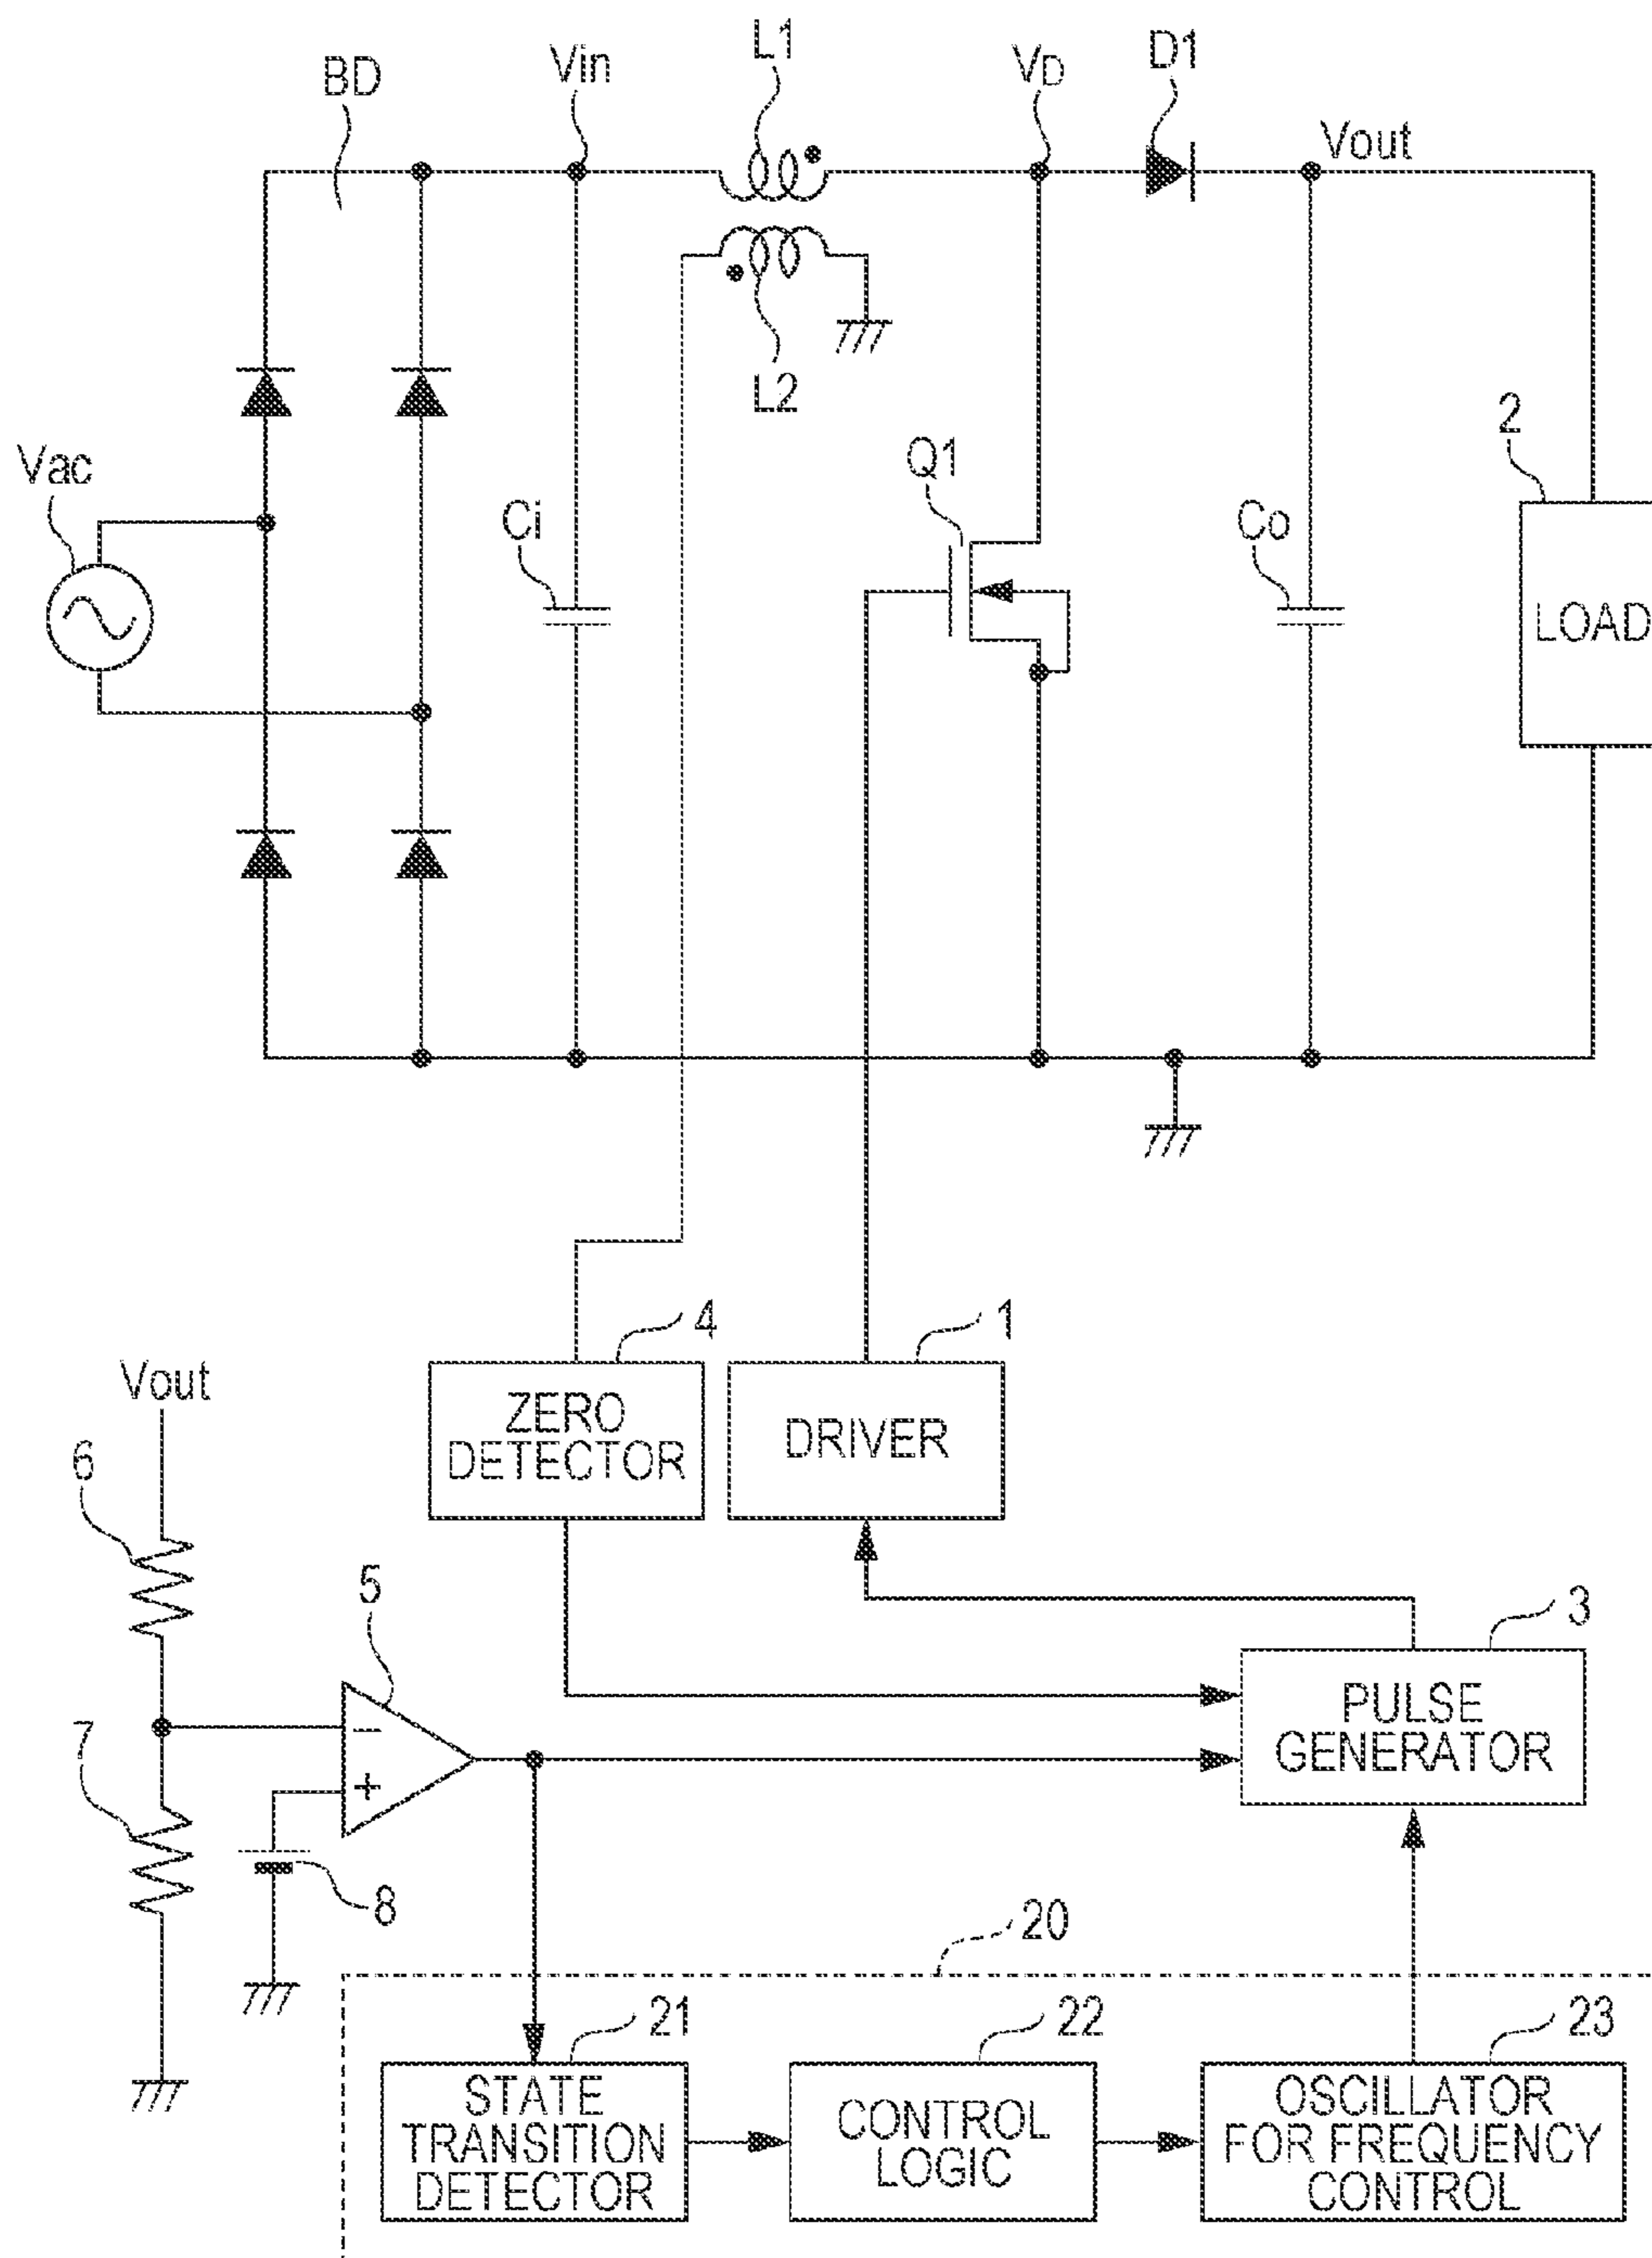 L1
Vin
VD
D1
BD
Vout
L2
2
Q1
Vac
Ci
Co
LOAD
4
1
Vout
ZERO
DETECTOR
DRIVER
6
5
3
PULSE
GENERATOR
7
−
+
8
20
21
22
23
STATE
TRANSITION
DETECTOR
CONTROL
LOGIC
OSCILLATOR
FOR FREQUENCY
CONTROL